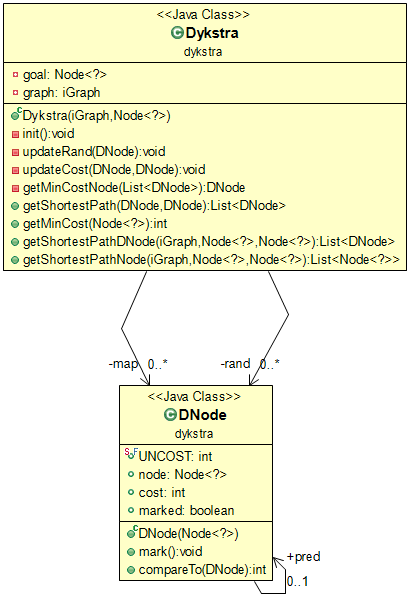 <<Java Class>>
Dykstra
dykstra
goal: Node<?>
graph: iGraph
Dykstra(iGraph,Node<?>)
init():void
updateRand(DNode):void
updateCost(DNode,DNode):void
getMinCostNode(List<DNode>):DNode
getShortestPath(DNode,DNode):List<DNode>
getMinCost(Node<?>):int
getShortestPathDNode(iGraph,Node<?>,Node<?>):List<DNode>
getShortestPathNode(iGraph,Node<?>,Node<?>):List<Node<?>>
-map 0..*
-rand 0..*
<<Java Class>>
DNode
dykstra
UNCOST: int
node: Node<?>
cost: int
marked: boolean
DNode(Node<?>)
mark():void
compareTo(DNode):int
+pred
0..1